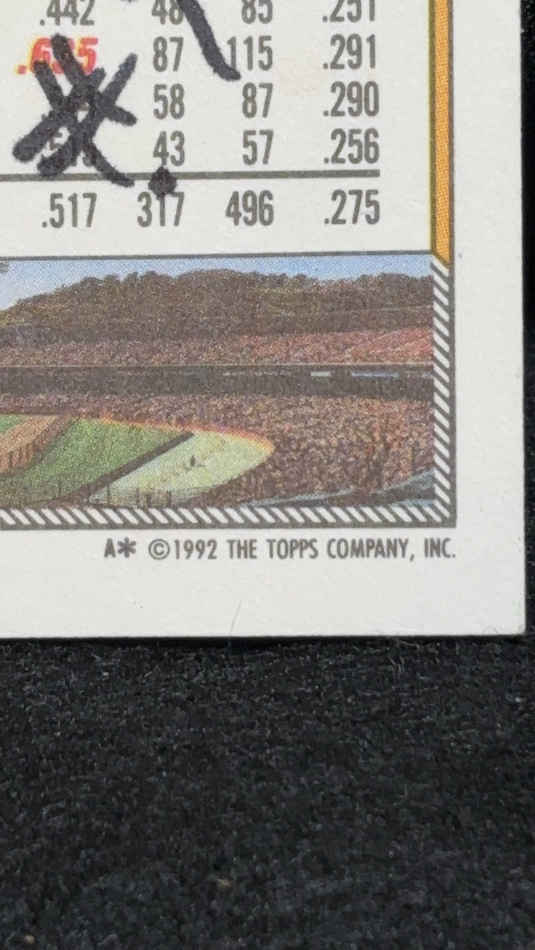 .442 48 85 .251
87 115 .291
58 87 .290
43 57 .256
.517 317 496 .275
A* ©1992 THE TOPPS COMPANY, INC.